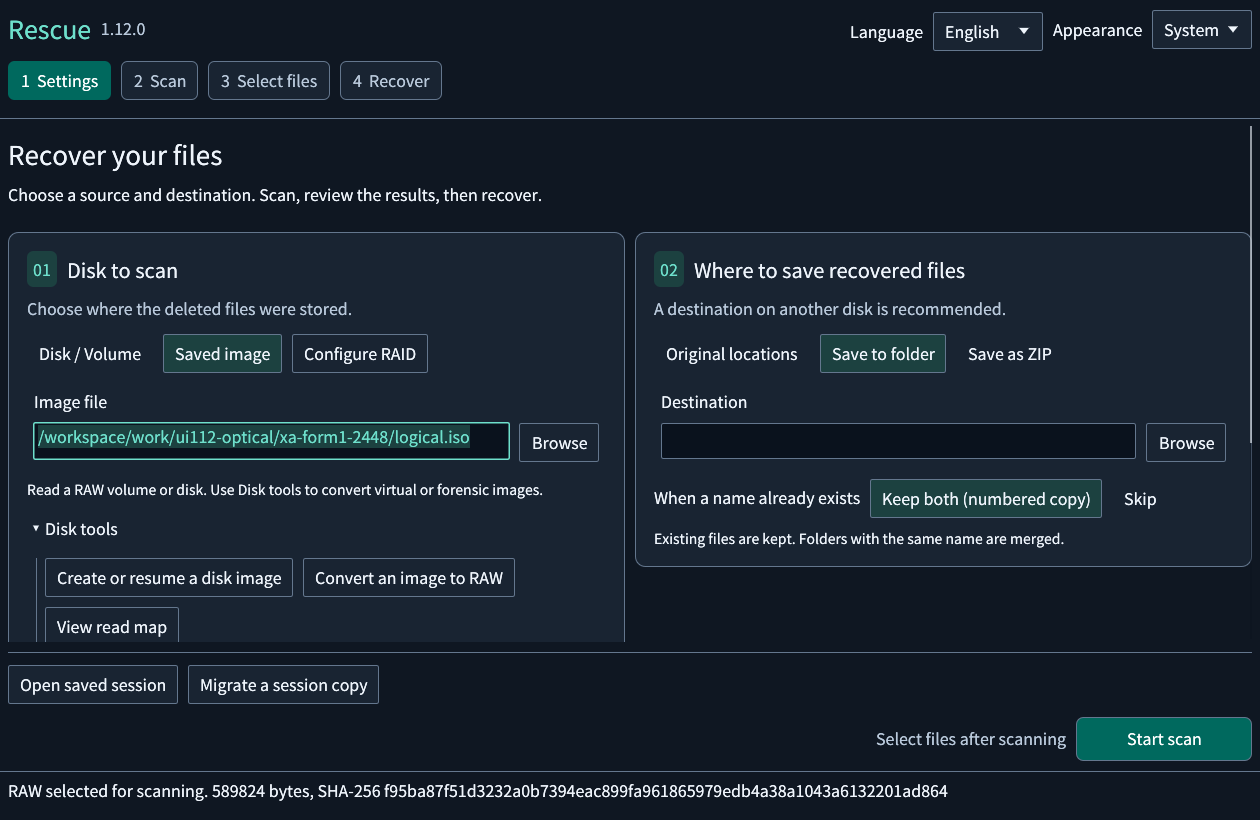 Rescue 1.12.0
Language English Appearance System
1 Settings 2 Scan 3 Select files 4 Recover
Recover your files
Choose a source and destination. Scan, review the results, then recover.
01 Disk to scan
Choose where the deleted files were stored.
Disk / Volume Saved image Configure RAID
Image file
/workspace/work/ui112-optical/xa-form1-2448/logical.iso Browse
Read a RAW volume or disk. Use Disk tools to convert virtual or forensic images.
Disk tools
Create or resume a disk image Convert an image to RAW
View read map
02 Where to save recovered files
A destination on another disk is recommended.
Original locations Save to folder Save as ZIP
Destination
Browse
When a name already exists Keep both (numbered copy) Skip
Existing files are kept. Folders with the same name are merged.
Open saved session Migrate a session copy
Select files after scanning Start scan
RAW selected for scanning. 589824 bytes, SHA-256 f95ba87f51d3232a0b7394eac899fa961865979edb4a38a1043a6132201ad864